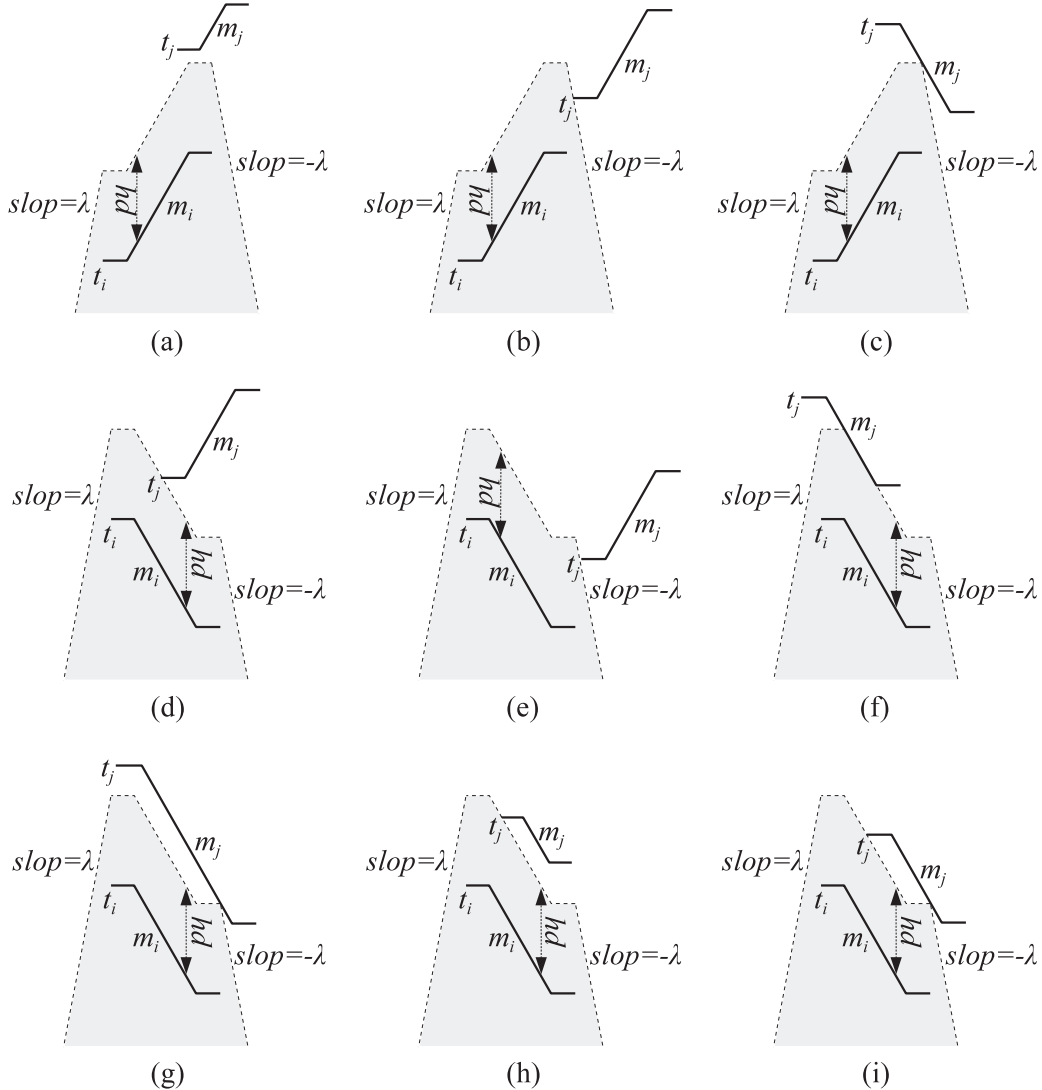 t_j m_j
slop=λ hd m_i slop=-λ
t_i
(a)
m_j
t_j
slop=λ hd m_i slop=-λ
t_i
(b)
t_j m_j
slop=λ hd m_i slop=-λ
t_i
(c)
m_j
t_j
slop=λ
t_i m_i hd slop=-λ
(d)
slop=λ hd
m_j
t_i m_i t_j slop=-λ
(e)
t_j m_j
slop=λ
t_i m_i hd slop=-λ
(f)
t_j
m_j
slop=λ
t_i m_i hd slop=-λ
(g)
t_j m_j
slop=λ
t_i m_i hd slop=-λ
(h)
t_j
slop=λ m_j
t_i m_i hd slop=-λ
(i)